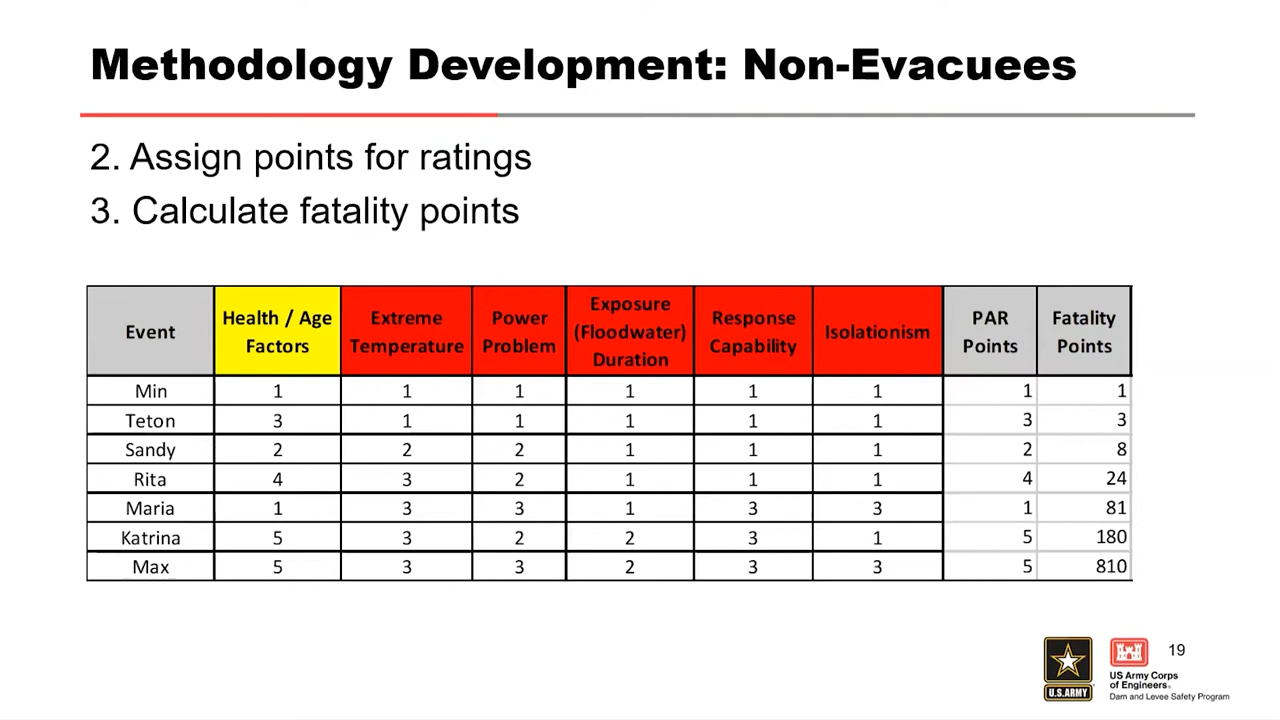 Methodology Development: Non-Evacuees
2. Assign points for ratings
3. Calculate fatality points
Event Health / Age Factors Extreme Temperature Power Problem Exposure (Floodwater) Duration Response Capability Isolationism PAR Points Fatality Points
Min 1 1 1 1 1 1 1 1
Teton 3 1 1 1 1 1 3 3
Sandy 2 2 2 1 1 1 2 8
Rita 4 3 2 1 1 1 4 24
Maria 1 3 3 1 3 3 1 81
Katrina 5 3 2 2 3 1 5 180
Max 5 3 3 2 3 3 5 810
U.S.ARMY
US Army Corps
of Engineers®
Dam and Levee Safety Program
19